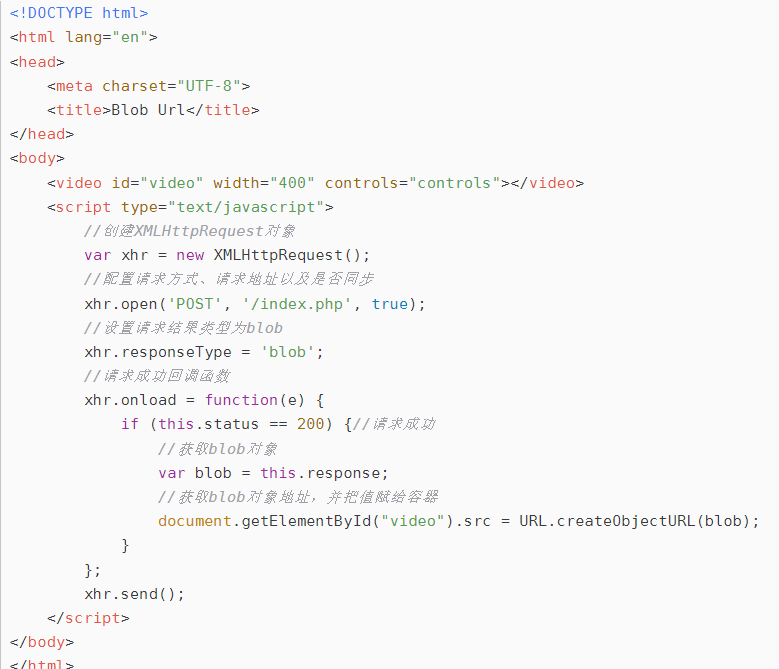 <!DOCTYPE html>
<html lang="en">
<head>
    <meta charset="UTF-8">
    <title>Blob Url</title>
</head>
<body>
    <video id="video" width="400" controls="controls"></video>
    <script type="text/javascript">
        //创建XMLHttpRequest对象
        var xhr = new XMLHttpRequest();
        //配置请求方式、请求地址以及是否同步
        xhr.open('POST', '/index.php', true);
        //设置请求结果类型为blob
        xhr.responseType = 'blob';
        //请求成功回调函数
        xhr.onload = function(e) {
            if (this.status == 200) {//请求成功
                //获取blob对象
                var blob = this.response;
                //获取blob对象地址，并把值赋给容器
                document.getElementById("video").src = URL.createObjectURL(blob);
            }
        };
        xhr.send();
    </script>
</body>
</html>